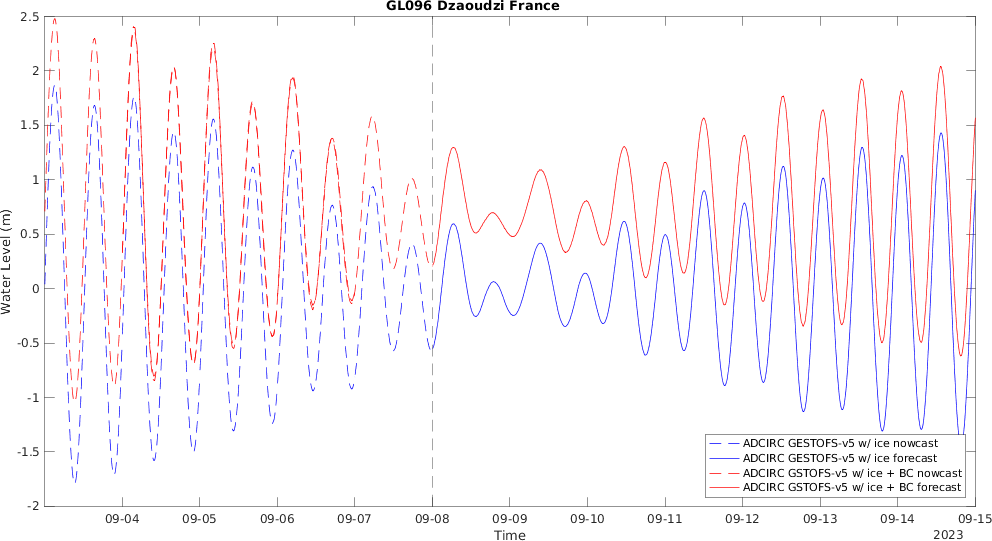 GL096 Dzaoudzi France
2.5
2
1.5
1
0.5
0
-0.5
-1
-1.5
-2
Water Level (m)
ADCIRC GESTOFS-v5 w/ ice nowcast
ADCIRC GESTOFS-v5 w/ ice forecast
ADCIRC GSTOFS-v5 w/ ice + BC nowcast
ADCIRC GSTOFS-v5 w/ ice + BC forecast
09-04 09-05 09-06 09-07 09-08 09-09 09-10 09-11 09-12 09-13 09-14 09-15
Time
2023